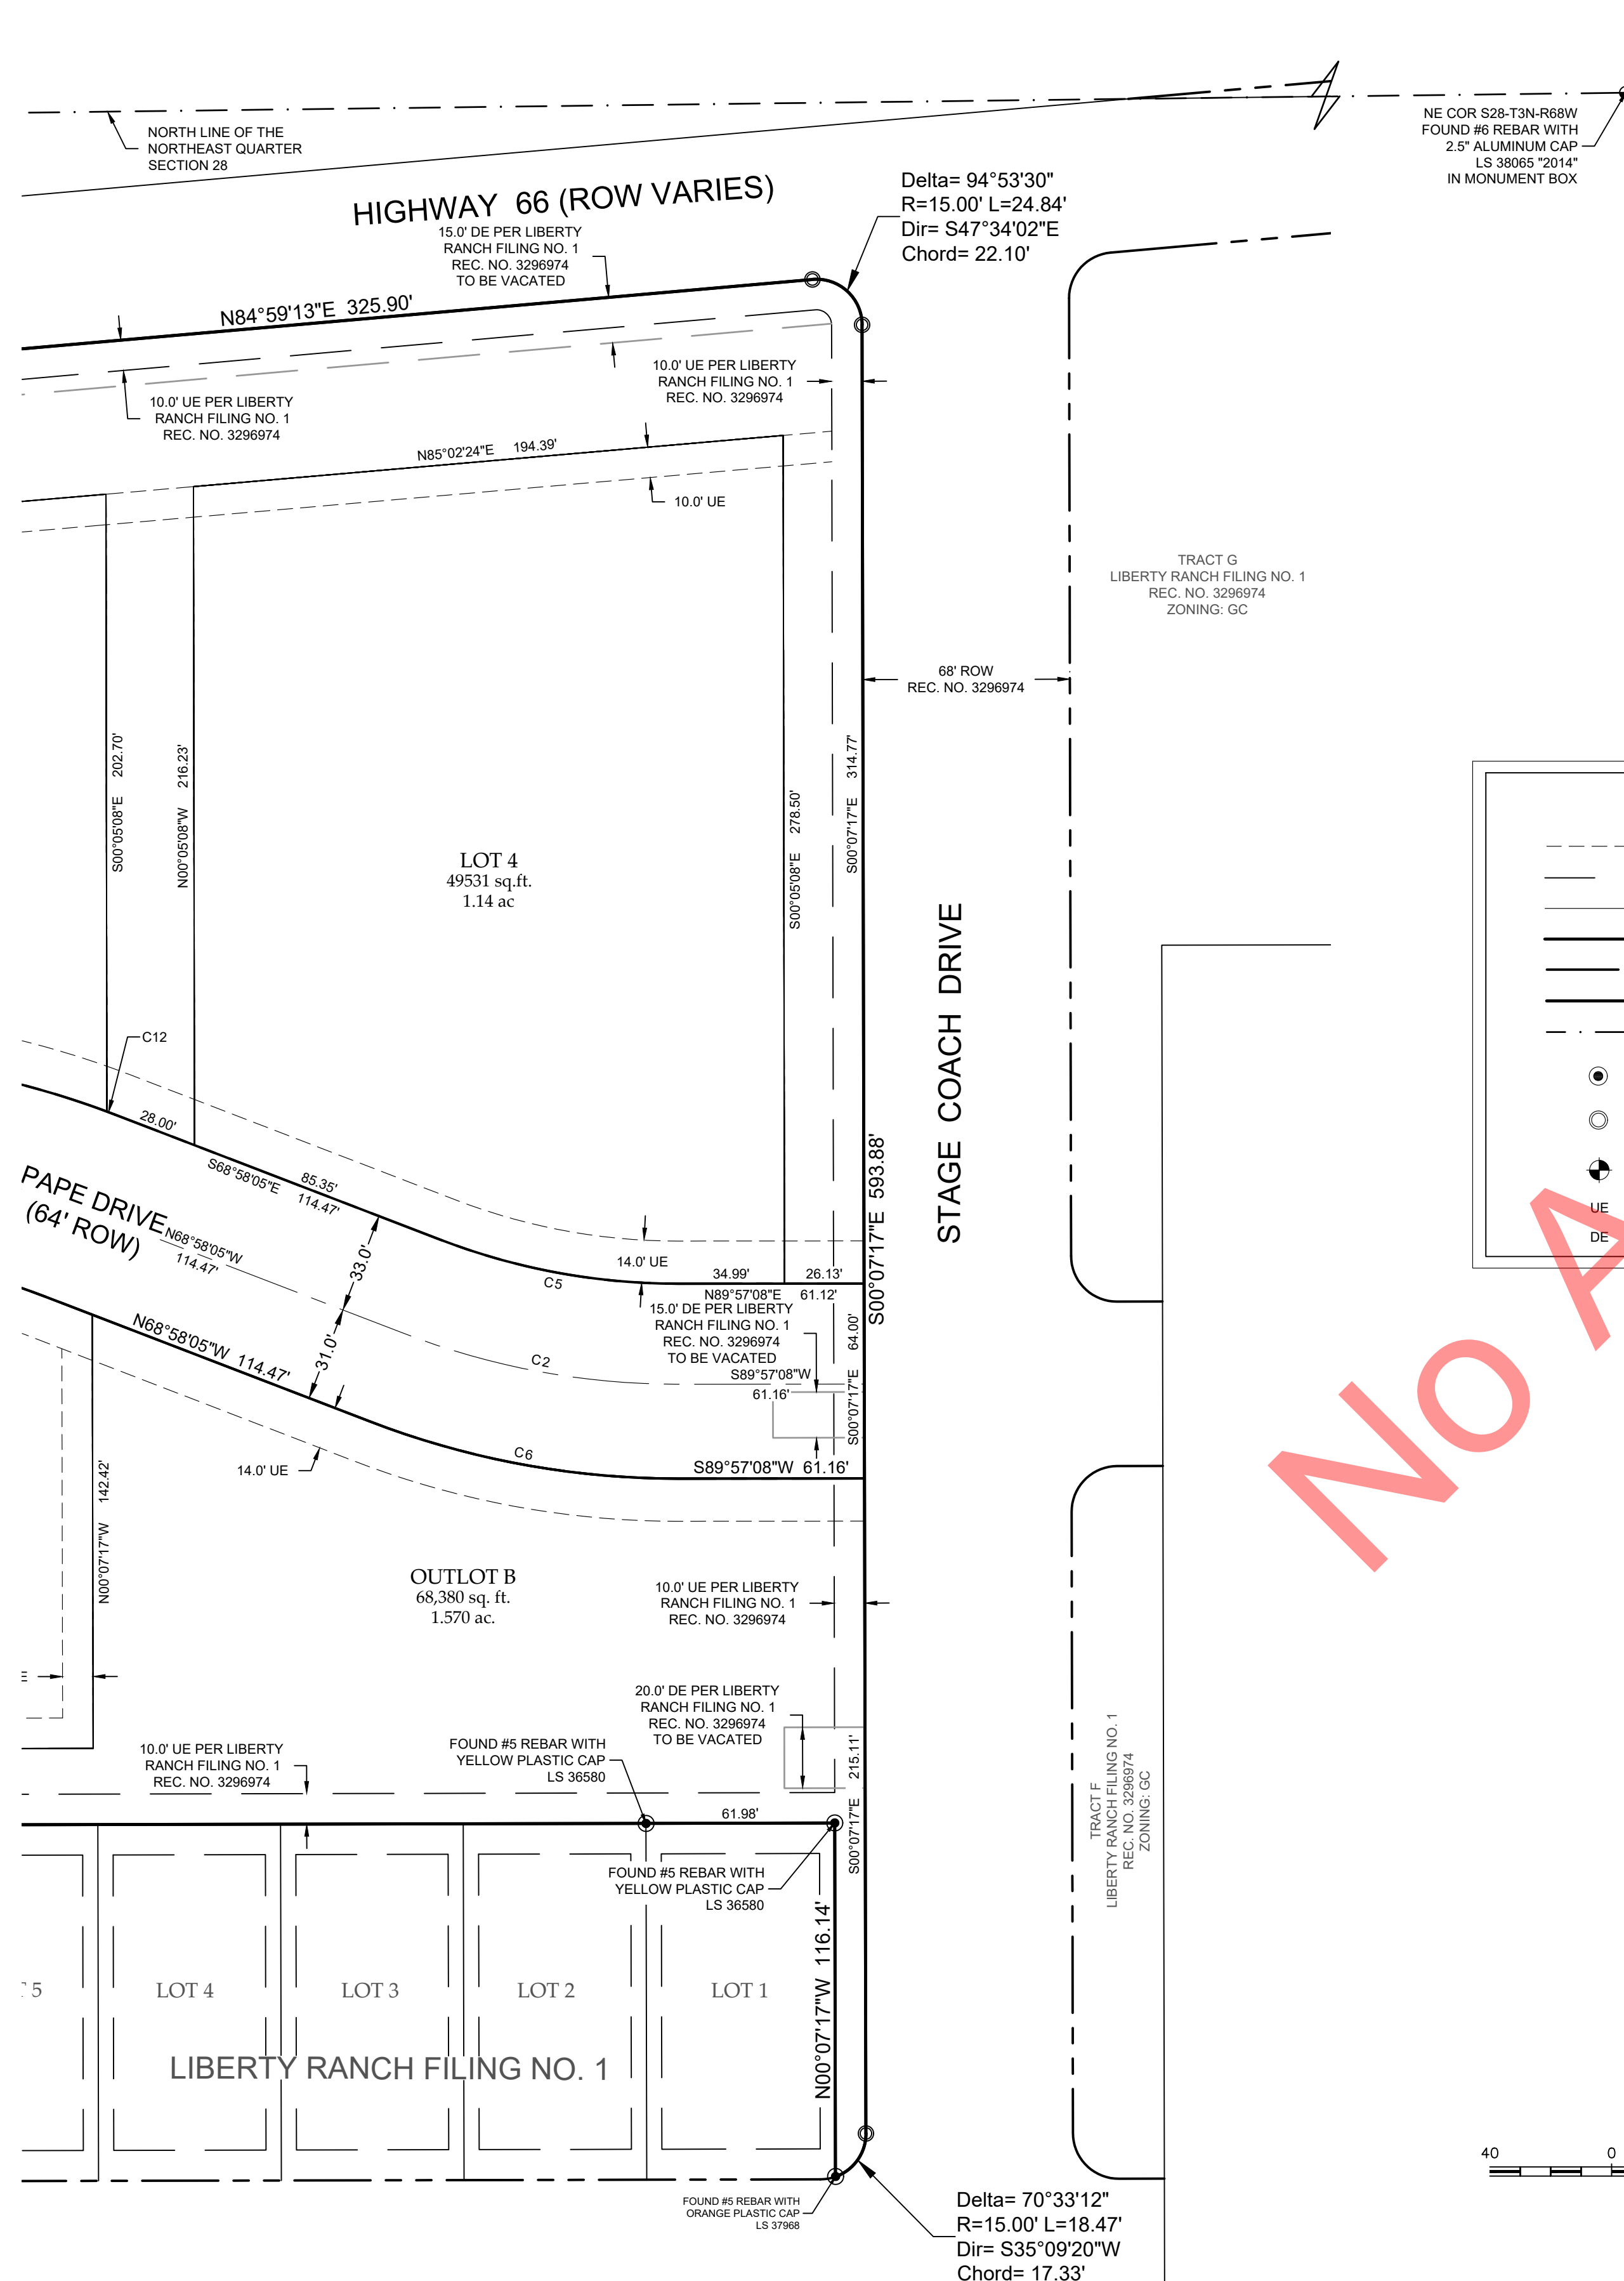 NORTH LINE OF THE
NORTHEAST QUARTER
SECTION 28
NE COR S28-T3N-R68W
FOUND #6 REBAR WITH
2.5" ALUMINUM CAP
LS 38065 "2014"
IN MONUMENT BOX
HIGHWAY 66 (ROW VARIES)
Delta= 94°53'30"
R=15.00' L=24.84'
Dir= S47°34'02"E
Chord= 22.10'
15.0' DE PER LIBERTY
RANCH FILING NO. 1
REC. NO. 3296974
TO BE VACATED
N84°59'13"E 325.90'
10.0' UE PER LIBERTY
RANCH FILING NO. 1
REC. NO. 3296974
10.0' UE PER LIBERTY
RANCH FILING NO. 1
REC. NO. 3296974
N85°02'24"E 194.39'
10.0' UE
TRACT G
LIBERTY RANCH FILING NO. 1
REC. NO. 3296974
ZONING: GC
68' ROW
REC. NO. 3296974
S00°05'08"E 202.70'
N00°05'08"W 216.23'
S00°05'08"E 278.50'
S00°07'17"E 314.77'
LOT 4
49531 sq.ft.
1.14 ac
STAGE COACH DRIVE
S00°07'17"E 593.88'
C12
28.00'
S68°58'05"E 114.47'
85.35'
PAPE DRIVE
(64' ROW)
N68°58'05"W
114.47'
33.0'
31.0'
C5
14.0' UE
34.99'
26.13'
N89°57'08"E 61.12'
15.0' DE PER LIBERTY
RANCH FILING NO. 1
REC. NO. 3296974
TO BE VACATED
S89°57'08"W
61.16'
S00°07'17"E 64.00'
C2
N68°58'05"W 114.47'
C6
S89°57'08"W 61.16'
14.0' UE
N00°07'17"W 142.42'
OUTLOT B
68,380 sq. ft.
1.570 ac.
10.0' UE PER LIBERTY
RANCH FILING NO. 1
REC. NO. 3296974
20.0' DE PER LIBERTY
RANCH FILING NO. 1
REC. NO. 3296974
TO BE VACATED
S00°07'17"E 215.11'
10.0' UE PER LIBERTY
RANCH FILING NO. 1
REC. NO. 3296974
FOUND #5 REBAR WITH
YELLOW PLASTIC CAP
LS 36580
61.98'
FOUND #5 REBAR WITH
YELLOW PLASTIC CAP
LS 36580
N00°07'17"W 116.14'
TRACT F
LIBERTY RANCH FILING NO. 1
REC. NO. 3296974
ZONING: GC
5
LOT 4
LOT 3
LOT 2
LOT 1
LIBERTY RANCH FILING NO. 1
FOUND #5 REBAR WITH
ORANGE PLASTIC CAP
LS 37968
Delta= 70°33'12"
R=15.00' L=18.47'
Dir= S35°09'20"W
Chord= 17.33'
UE
DE
No A
40 0